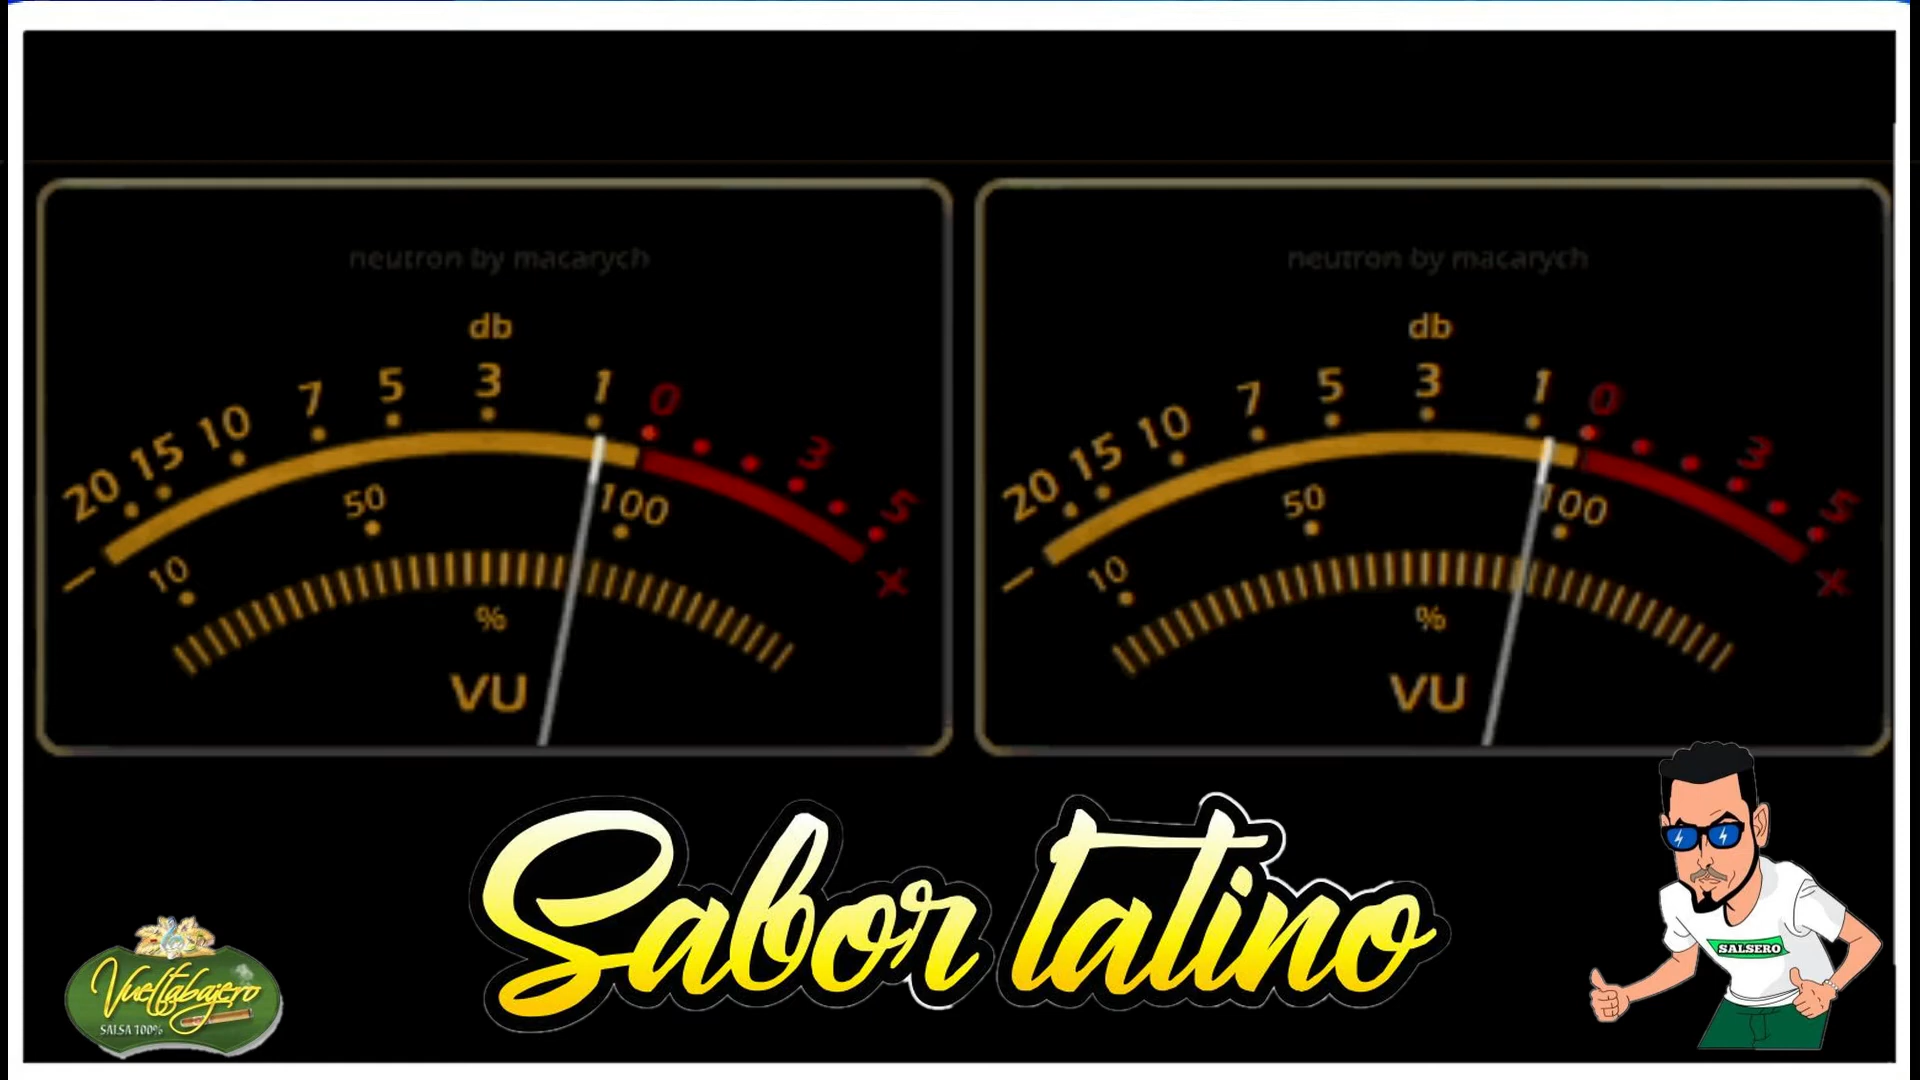 neutron by macarych
db
20 15 10 7 5 3 1 0 3 5
10 50 100
%
VU
neutron by macarych
db
20 15 10 7 5 3 1 0 3 5
10 50 100
%
VU
Sabor latino
Vueltabajero
SALSA 100%
SALSERO